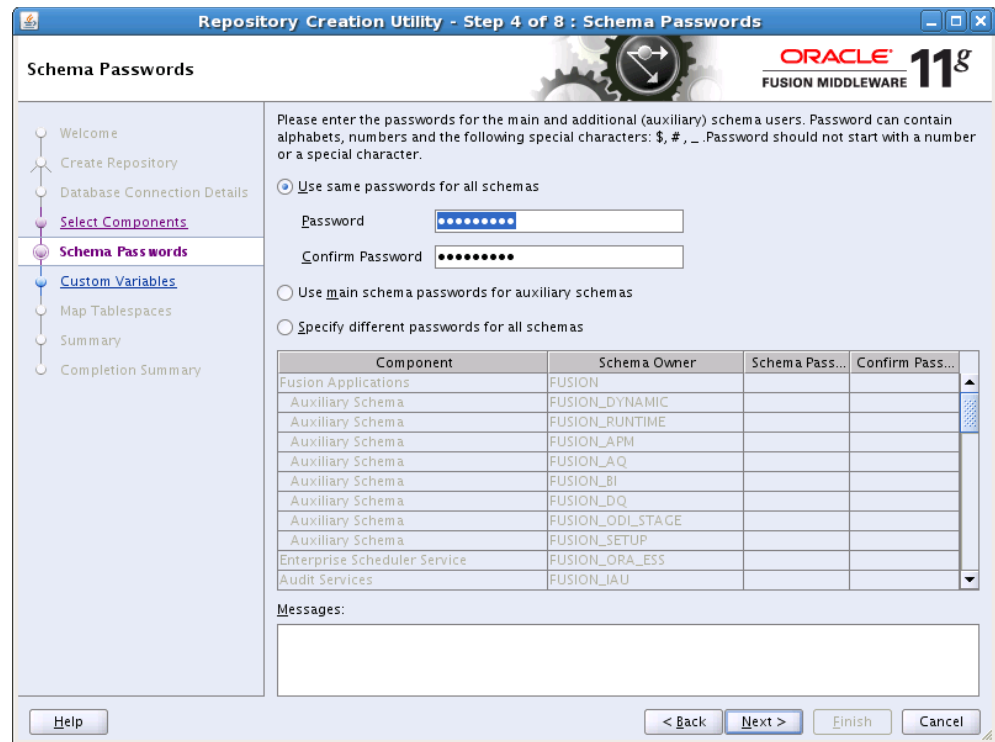 Repository Creation Utility - Step 4 of 8 : Schema Passwords
Schema Passwords
ORACLE
FUSION MIDDLEWARE
11g
Welcome
Create Repository
Database Connection Details
Select Components
Schema Passwords
Custom Variables
Map Tablespaces
Summary
Completion Summary
Please enter the passwords for the main and additional (auxiliary) schema users. Password can contain
alphabets, numbers and the following special characters: $, # , _ .Password should not start with a number
or a special character.
Use same passwords for all schemas
Password •••••••••
Confirm Password •••••••••
Use main schema passwords for auxiliary schemas
Specify different passwords for all schemas
Component Schema Owner Schema Pass... Confirm Pass...
Fusion Applications FUSION
Auxiliary Schema FUSION_DYNAMIC
Auxiliary Schema FUSION_RUNTIME
Auxiliary Schema FUSION_APM
Auxiliary Schema FUSION_AQ
Auxiliary Schema FUSION_BI
Auxiliary Schema FUSION_DQ
Auxiliary Schema FUSION_ODI_STAGE
Auxiliary Schema FUSION_SETUP
Enterprise Scheduler Service FUSION_ORA_ESS
Audit Services FUSION_IAU
Messages:
Help < Back Next > Finish Cancel